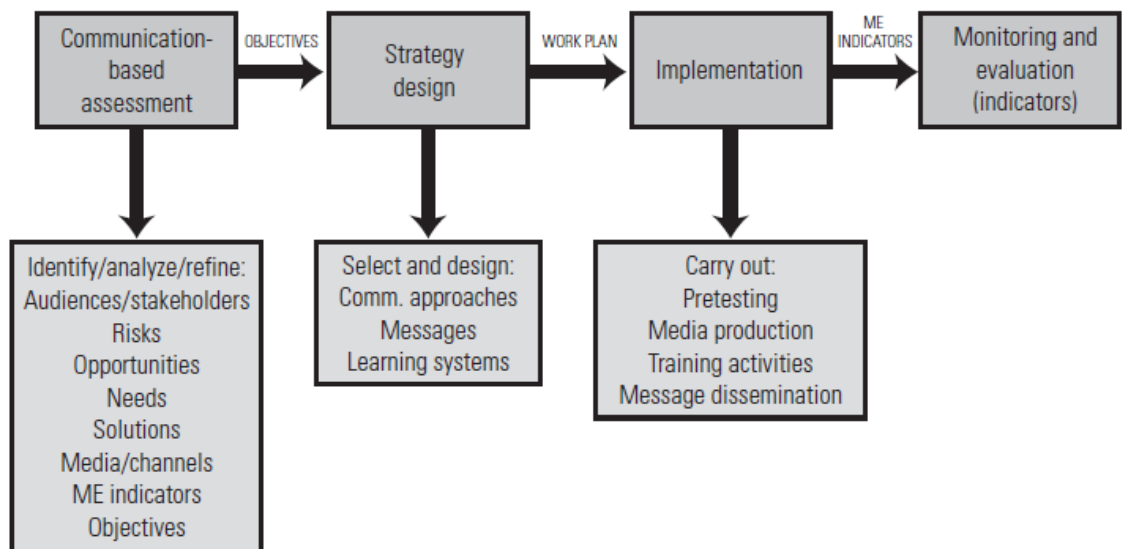 Communication-
based
assessment
OBJECTIVES
Strategy
design
WORK PLAN
Implementation
ME
INDICATORS
Monitoring and
evaluation
(indicators)
Identify/analyze/refine:
Audiences/stakeholders
Risks
Opportunities
Needs
Solutions
Media/channels
ME indicators
Objectives
Select and design:
Comm. approaches
Messages
Learning systems
Carry out:
Pretesting
Media production
Training activities
Message dissemination